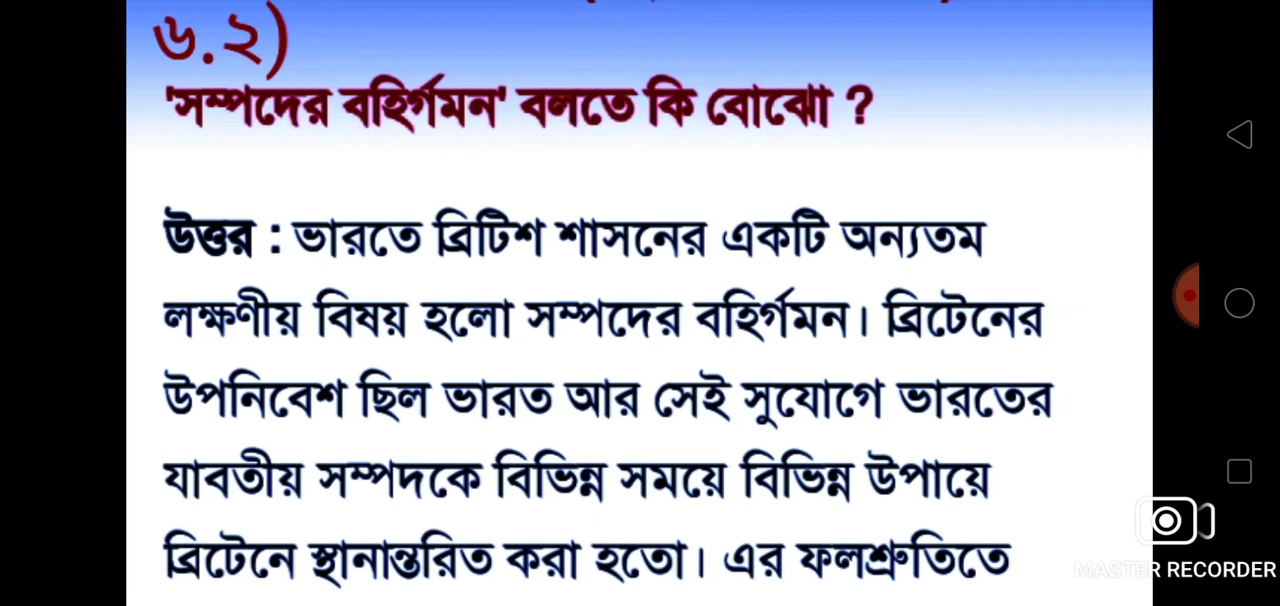 ৬.২)
'সম্পদের বহির্গমন' বলতে কি বোঝো ?
উত্তর : ভারতে ব্রিটিশ শাসনের একটি অন্যতম
লক্ষণীয় বিষয় হলো সম্পদের বহির্গমন। ব্রিটেনের
উপনিবেশ ছিল ভারত আর সেই সুযোগে ভারতের
যাবতীয় সম্পদকে বিভিন্ন সময়ে বিভিন্ন উপায়ে
ব্রিটেনে স্থানান্তরিত করা হতো। এর ফলশ্রুতিতে
MASTER RECORDER